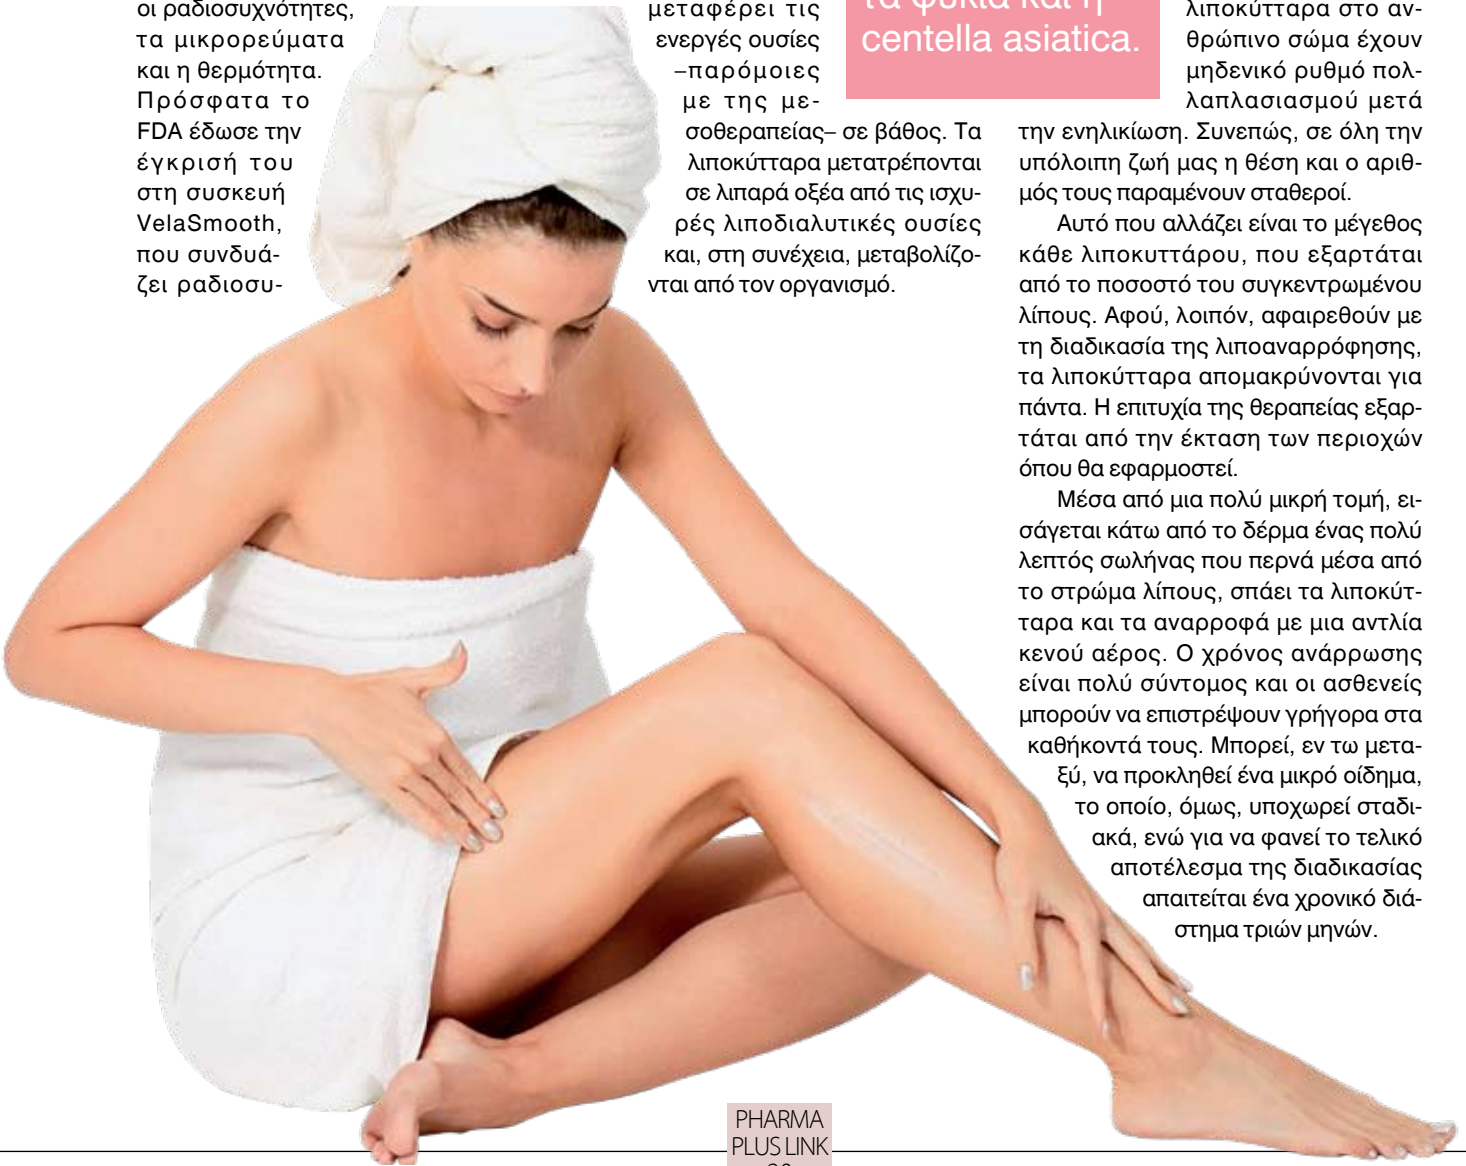 οι ραδιοσυχνότητες,
τα μικρορεύματα
και η θερμότητα.
Πρόσφατα το
FDA έδωσε την
έγκρισή του
στη συσκευή
VelaSmooth,
που συνδυά-
ζει ραδιοσυ-
μεταφέρει τις
ενεργές ουσίες
–παρόμοιες
με της με-
σοθεραπείας– σε βάθος. Τα
λιποκύτταρα μετατρέπονται
σε λιπαρά οξέα από τις ισχυ-
ρές λιποδιαλυτικές ουσίες
και, στη συνέχεια, μεταβολίζο-
νται από τον οργανισμό.
τα φύκια και η
centella asiatica.
λιποκύτταρα στο αν-
θρώπινο σώμα έχουν
μηδενικό ρυθμό πολ-
λαπλασιασμού μετά
την ενηλικίωση. Συνεπώς, σε όλη την
υπόλοιπη ζωή μας η θέση και ο αριθ-
μός τους παραμένουν σταθεροί.
Αυτό που αλλάζει είναι το μέγεθος
κάθε λιποκυττάρου, που εξαρτάται
από το ποσοστό του συγκεντρωμένου
λίπους. Αφού, λοιπόν, αφαιρεθούν με
τη διαδικασία της λιποαναρρόφησης,
τα λιποκύτταρα απομακρύνονται για
πάντα. Η επιτυχία της θεραπείας εξαρ-
τάται από την έκταση των περιοχών
όπου θα εφαρμοστεί.
Μέσα από μια πολύ μικρή τομή, ει-
σάγεται κάτω από το δέρμα ένας πολύ
λεπτός σωλήνας που περνά μέσα από
το στρώμα λίπους, σπάει τα λιποκύτ-
ταρα και τα αναρροφά με μια αντλία
κενού αέρος. Ο χρόνος ανάρρωσης
είναι πολύ σύντομος και οι ασθενείς
μπορούν να επιστρέψουν γρήγορα στα
καθήκοντά τους. Μπορεί, εν τω μετα-
ξύ, να προκληθεί ένα μικρό οίδημα,
το οποίο, όμως, υποχωρεί σταδι-
ακά, ενώ για να φανεί το τελικό
αποτέλεσμα της διαδικασίας
απαιτείται ένα χρονικό διά-
στημα τριών μηνών.
PHARMA
PLUS LINK